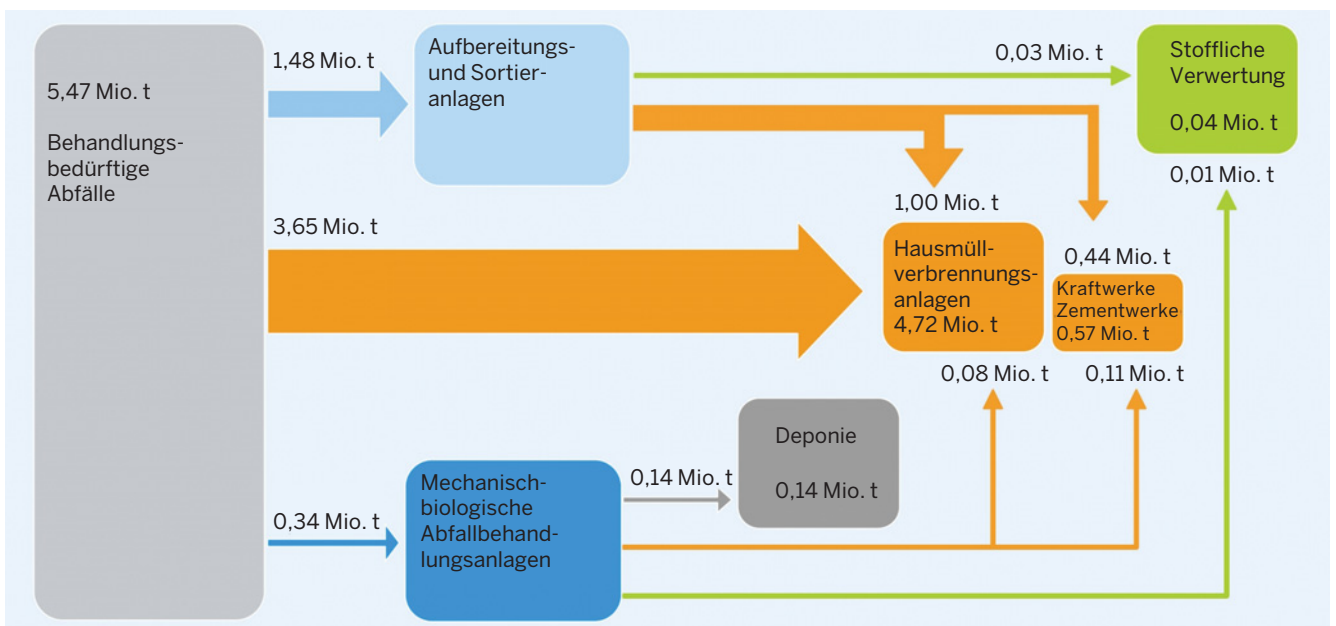 5,47 Mio. t
Behandlungs-
bedürftige
Abfälle
1,48 Mio. t
Aufbereitungs-
und Sortier-
anlagen
0,03 Mio. t
Stoffliche
Verwertung
0,04 Mio. t
0,01 Mio. t
3,65 Mio. t
1,00 Mio. t
Hausmüll-
verbrennungs-
anlagen
4,72 Mio. t
0,44 Mio. t
Kraftwerke
Zementwerke
0,57 Mio. t
0,08 Mio. t
0,11 Mio. t
Deponie
0,14 Mio. t
0,34 Mio. t
Mechanisch-
biologische
Abfallbehand-
lungsanlagen
0,14 Mio. t